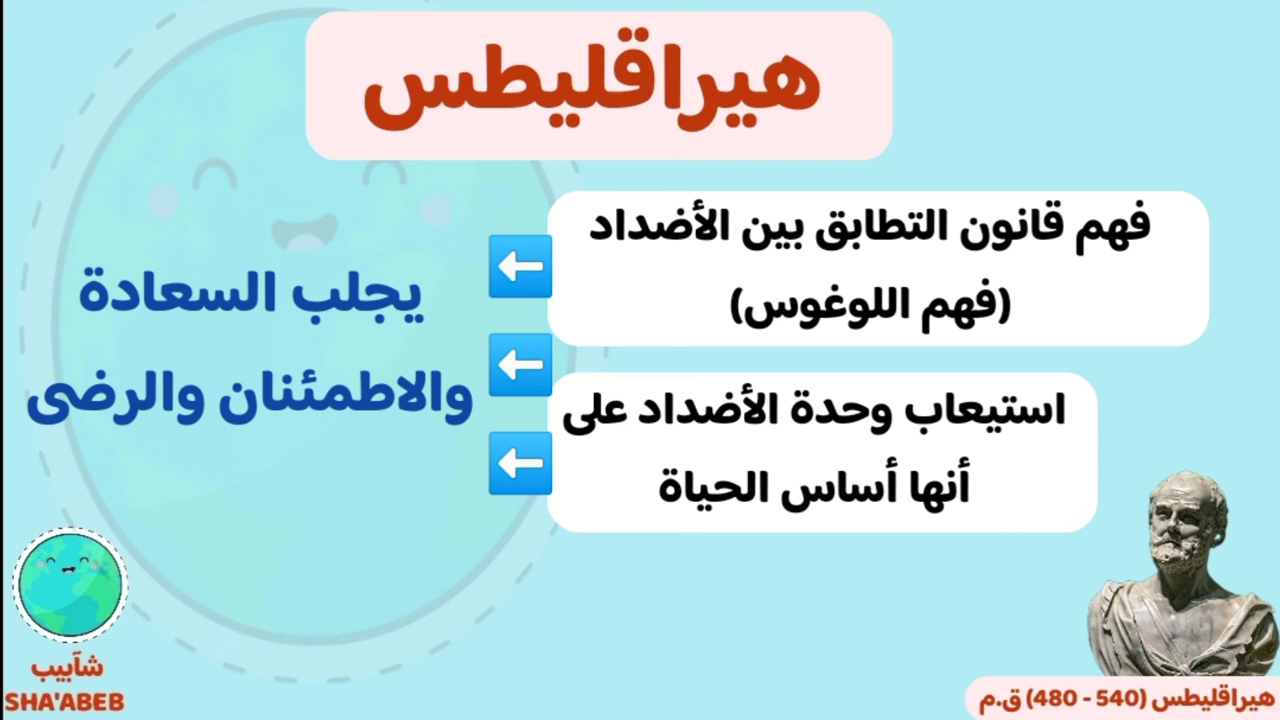 هيراقليطس
فهم قانون التطابق بين الأضداد
(فهم اللوغوس)
استيعاب وحدة الأضداد على
أنها أساس الحياة
يجلب السعادة
والاطمئنان والرضى
هيراقليطس (540 - 480) ق.م
شآبيب
SHA'ABEB